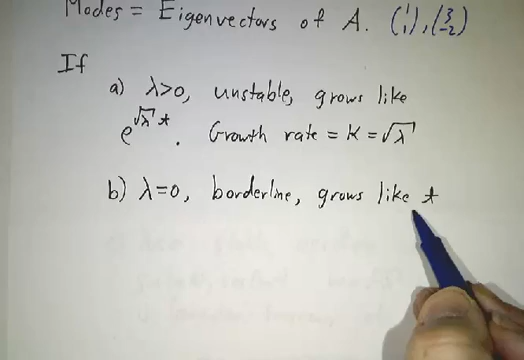 Modes = Eigenvectors of A. (1 1), (3 -2)
If
a) λ>0, unstable, grows like
e^√λ t. Growth rate = K = √λ
b) λ=0, borderline, grows like t